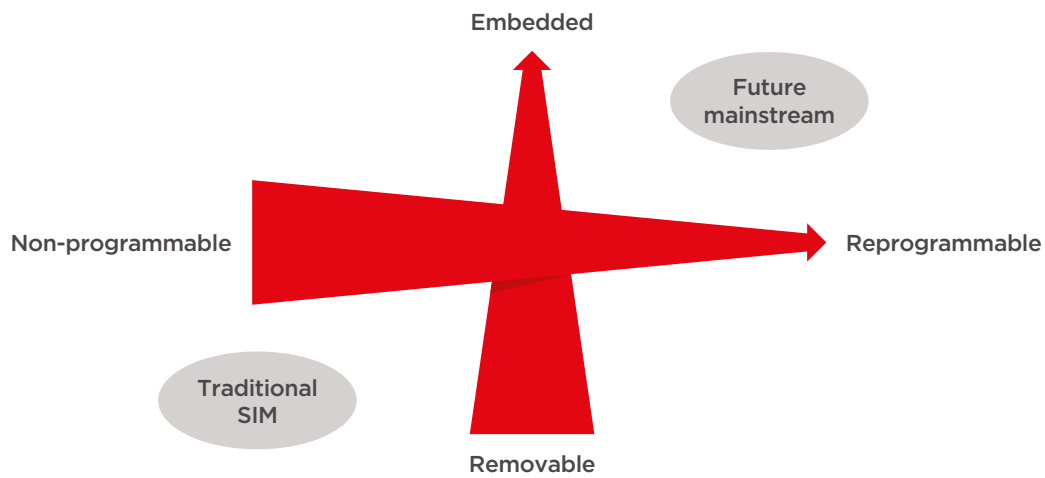 Embedded
Future
mainstream
Non-programmable
Reprogrammable
Traditional
SIM
Removable